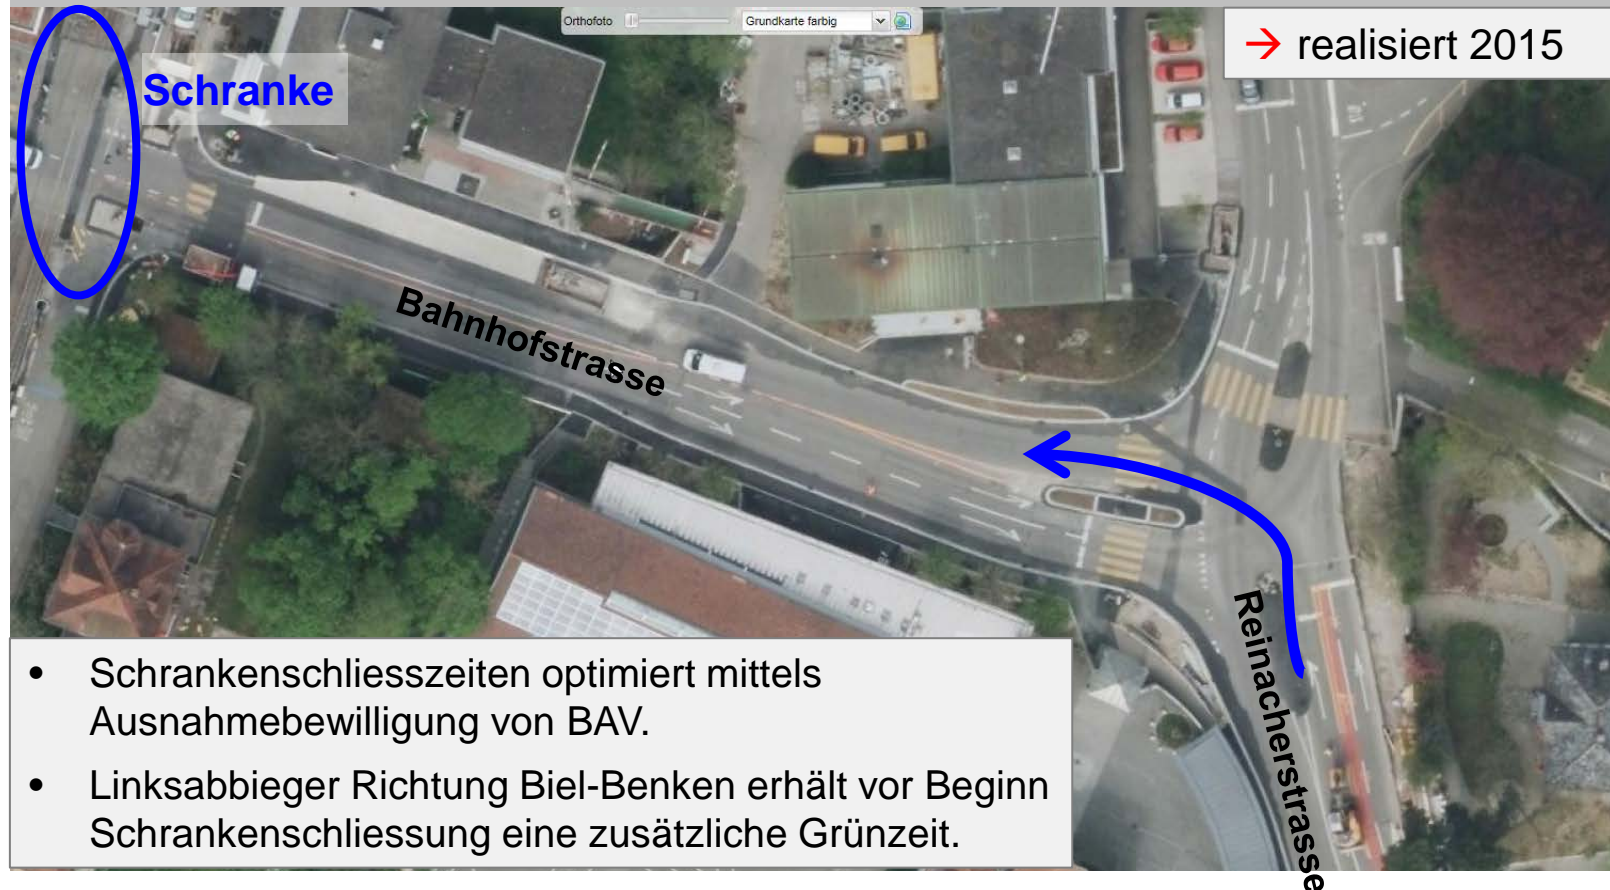 Orthofoto
Grundkarte farbig
→ realisiert 2015
Schranke
Bahnhofstrasse
Reinacherstrasse
• Schrankenschliesszeiten optimiert mittels
Ausnahmebewilligung von BAV.
• Linksabbieger Richtung Biel-Benken erhält vor Beginn
Schrankenschliessung eine zusätzliche Grünzeit.